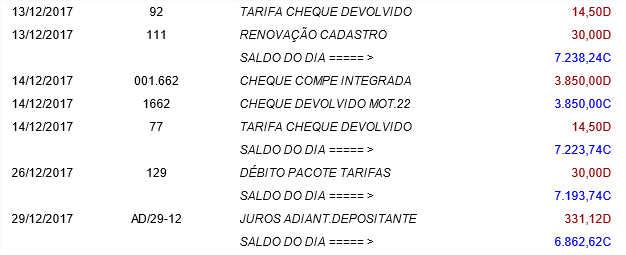 13/12/2017 92 TARIFA CHEQUE DEVOLVIDO 14,50D
13/12/2017 111 RENOVAÇÃO CADASTRO 30,00D
SALDO DO DIA ===== > 7.238,24C
14/12/2017 001.662 CHEQUE COMPE INTEGRADA 3.850,00D
14/12/2017 1662 CHEQUE DEVOLVIDO MOT.22 3.850,00C
14/12/2017 77 TARIFA CHEQUE DEVOLVIDO 14,50D
SALDO DO DIA ===== > 7.223,74C
26/12/2017 129 DÉBITO PACOTE TARIFAS 30,00D
SALDO DO DIA ===== > 7.193,74C
29/12/2017 AD/29-12 JUROS ADIANT.DEPOSITANTE 331,12D
SALDO DO DIA ===== > 6.862,62C